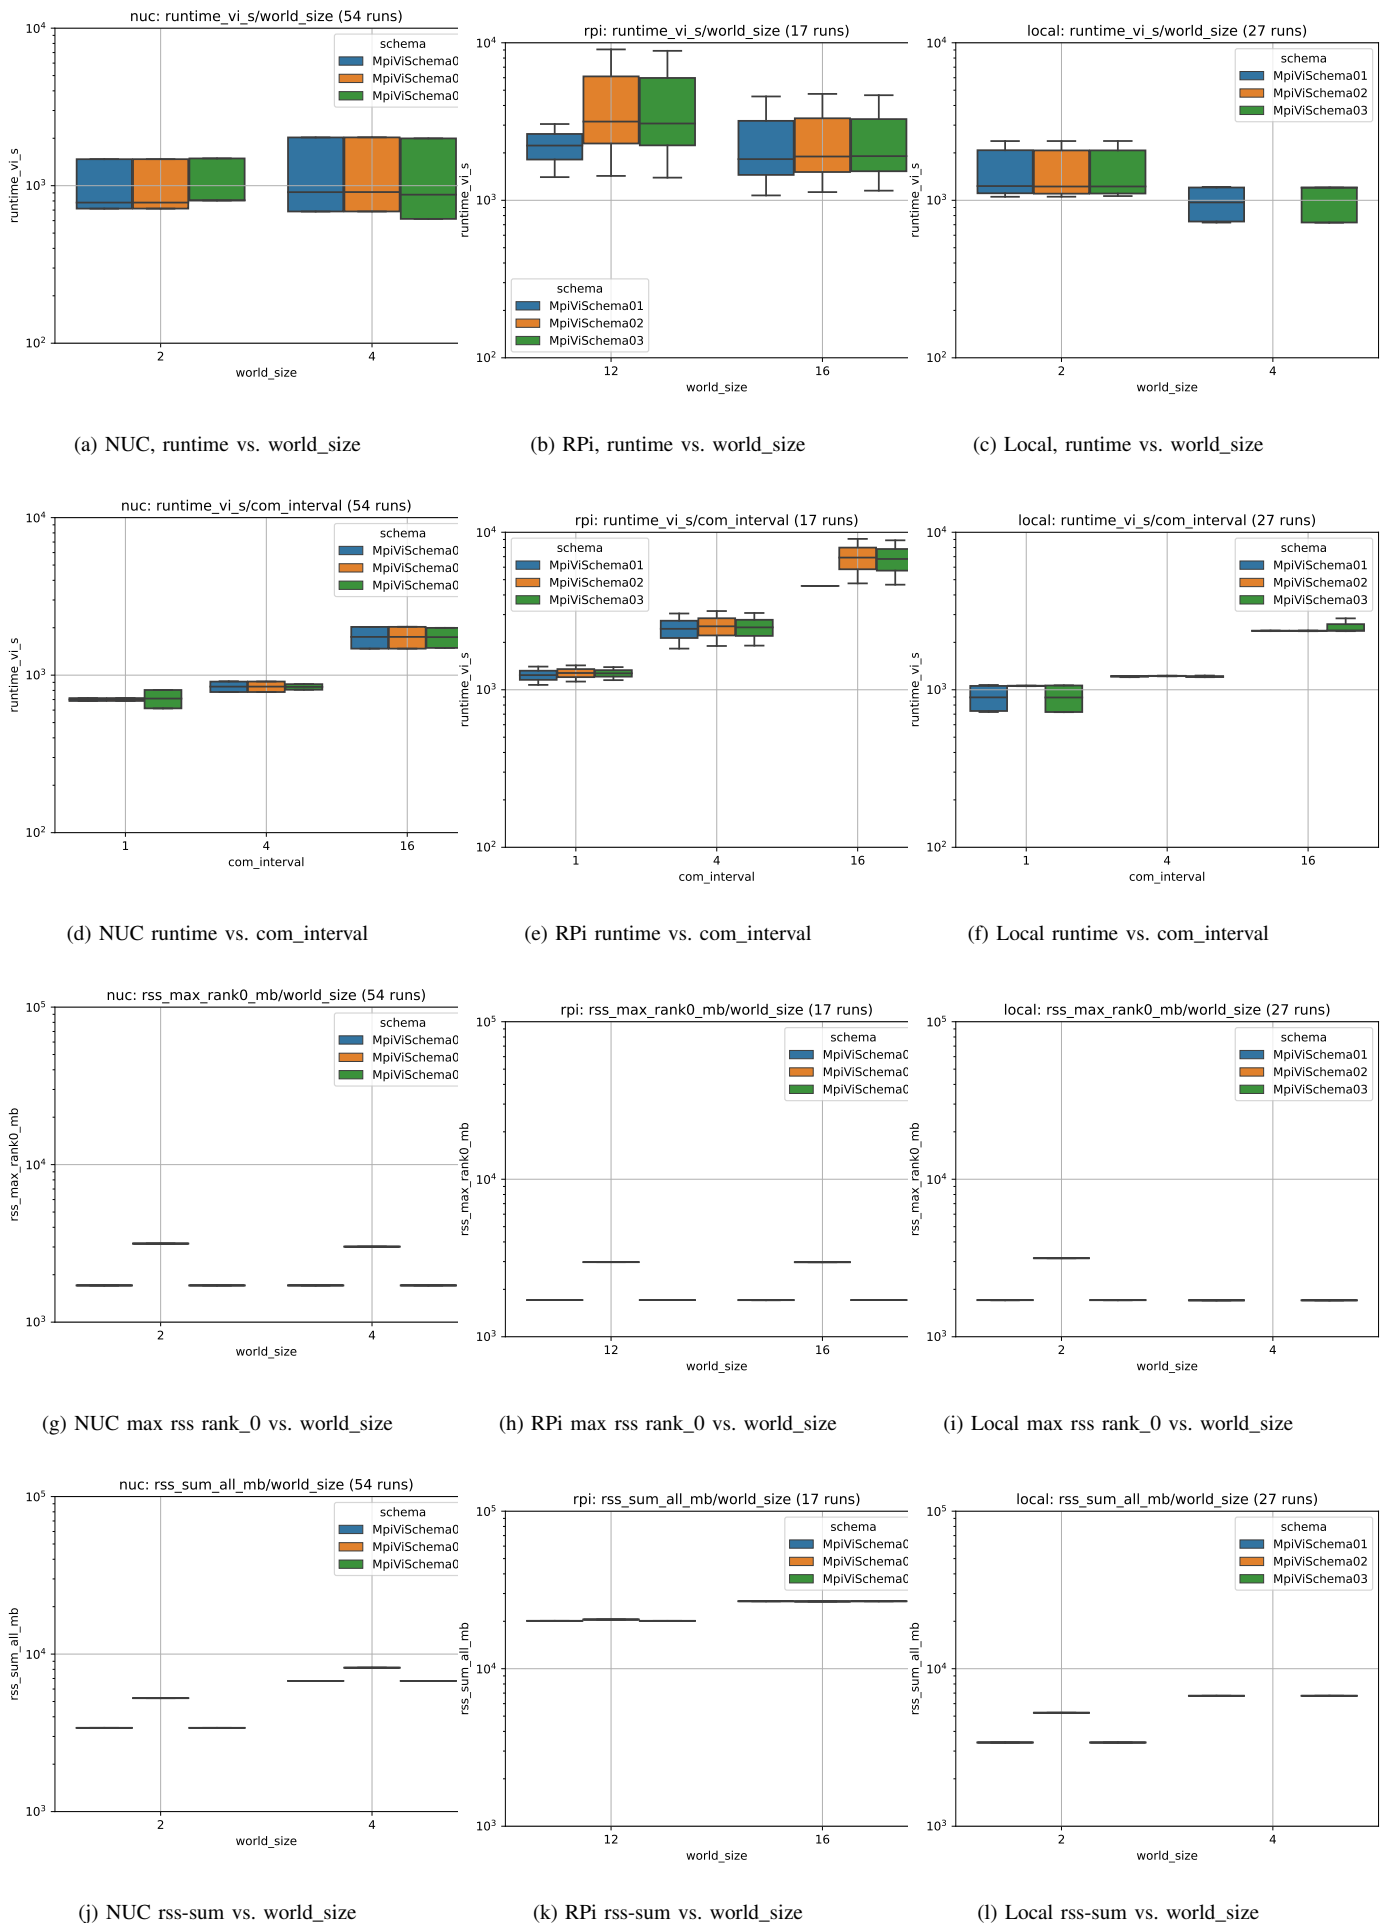 nuc: runtime_vi_s/world_size (54 runs)
schema
MpiViSchema0
MpiViSchema0
MpiViSchema0
10⁴
10³
10²
runtime_vi_s
2
4
world_size
(a) NUC, runtime vs. world_size
rpi: runtime_vi_s/world_size (17 runs)
10⁴
10³
10²
runtime_vi_s
schema
MpiViSchema01
MpiViSchema02
MpiViSchema03
12
16
world_size
(b) RPi, runtime vs. world_size
local: runtime_vi_s/world_size (27 runs)
schema
MpiViSchema01
MpiViSchema02
MpiViSchema03
10⁴
10³
10²
runtime_vi_s
2
4
world_size
(c) Local, runtime vs. world_size
nuc: runtime_vi_s/com_interval (54 runs)
schema
MpiViSchema0
MpiViSchema0
MpiViSchema0
10⁴
10³
10²
runtime_vi_s
1
4
16
com_interval
(d) NUC runtime vs. com_interval
rpi: runtime_vi_s/com_interval (17 runs)
schema
MpiViSchema01
MpiViSchema02
MpiViSchema03
10⁴
10³
10²
runtime_vi_s
1
4
16
com_interval
(e) RPi runtime vs. com_interval
local: runtime_vi_s/com_interval (27 runs)
schema
MpiViSchema01
MpiViSchema02
MpiViSchema03
10⁴
10³
10²
runtime_vi_s
1
4
16
com_interval
(f) Local runtime vs. com_interval
nuc: rss_max_rank0_mb/world_size (54 runs)
schema
MpiViSchema0
MpiViSchema0
MpiViSchema0
10⁵
10⁴
10³
rss_max_rank0_mb
2
4
world_size
(g) NUC max rss rank_0 vs. world_size
rpi: rss_max_rank0_mb/world_size (17 runs)
schema
MpiViSchema0
MpiViSchema0
MpiViSchema0
10⁵
10⁴
10³
rss_max_rank0_mb
12
16
world_size
(h) RPi max rss rank_0 vs. world_size
local: rss_max_rank0_mb/world_size (27 runs)
schema
MpiViSchema01
MpiViSchema02
MpiViSchema03
10⁵
10⁴
10³
rss_max_rank0_mb
2
4
world_size
(i) Local max rss rank_0 vs. world_size
nuc: rss_sum_all_mb/world_size (54 runs)
schema
MpiViSchema0
MpiViSchema0
MpiViSchema0
10⁵
10⁴
10³
rss_sum_all_mb
2
4
world_size
(j) NUC rss-sum vs. world_size
rpi: rss_sum_all_mb/world_size (17 runs)
schema
MpiViSchema0
MpiViSchema0
MpiViSchema0
10⁵
10⁴
10³
rss_sum_all_mb
12
16
world_size
(k) RPi rss-sum vs. world_size
local: rss_sum_all_mb/world_size (27 runs)
schema
MpiViSchema01
MpiViSchema02
MpiViSchema03
10⁵
10⁴
10³
rss_sum_all_mb
2
4
world_size
(l) Local rss-sum vs. world_size